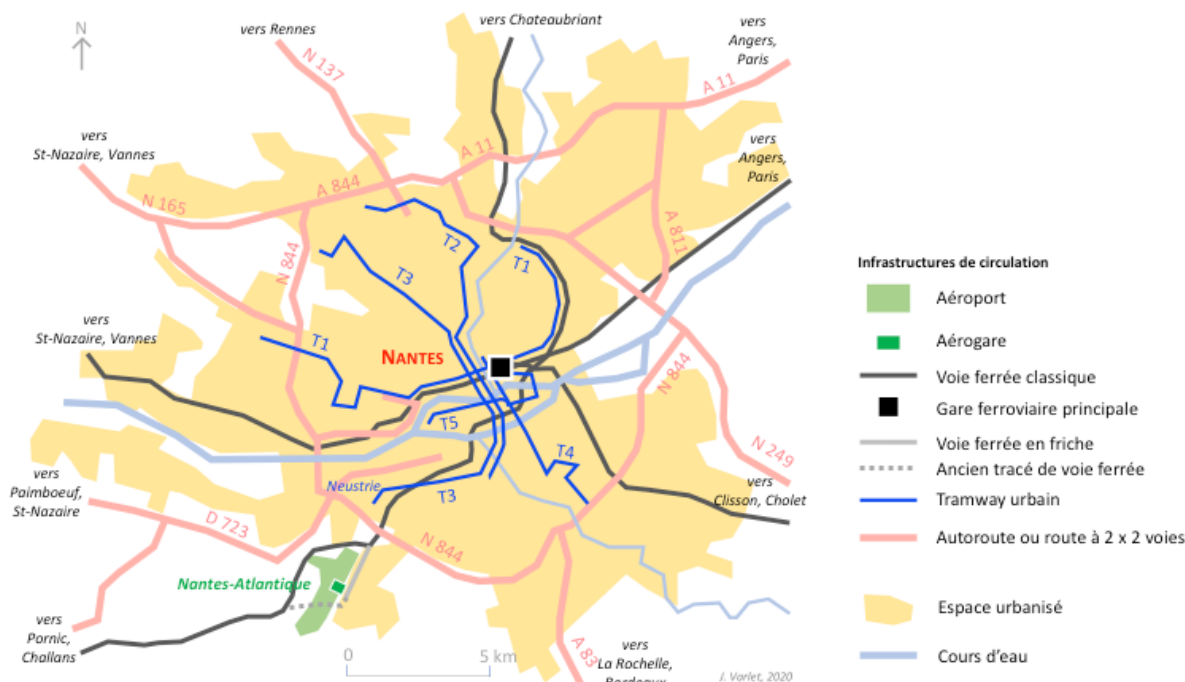 vers Chateaubriant
vers
Angers,
Paris
N
vers Rennes
N 137
A 11
vers
St-Nazaire, Vannes
vers
Angers,
Paris
A 11
A 844
N 165
T2
T1
A 811
N 844
T3
Infrastructures de circulation
Aéroport
Aérogare
Voie ferrée classique
Gare ferroviaire principale
Voie ferrée en friche
Ancien tracé de voie ferrée
Tramway urbain
Autoroute ou route à 2 x 2 voies
Espace urbanisé
Cours d'eau
vers
St-Nazaire, Vannes
T1
NANTES
N 844
T5
T4
N 249
vers
Paimboeuf,
St-Nazaire
Neustrie
T3
vers
Clisson, Cholet
D 723
N 844
Nantes-Atlantique
vers
Pornic,
Challans
0
5 km
A 83
vers
La Rochelle,
Bordeaux
J. Varlet, 2020